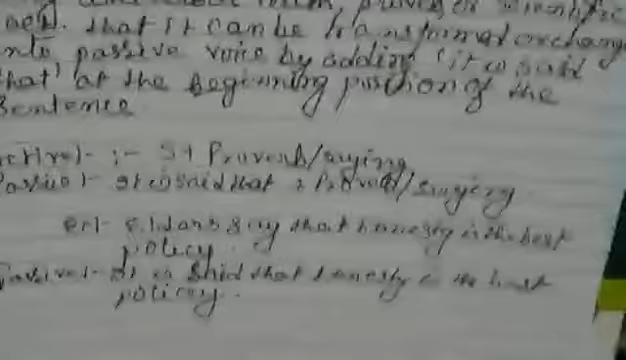 that it can be transformed or change
into passive voice by adding 'it is said
that' at the Beginning position of the
Sentence
Active)- :- S+ Proverb/saying
Passive)- It is said that + Proverb/saying
ex)- Elders say that honesty is the best
policy.
Passive)- It is said that honesty is the best
policy.